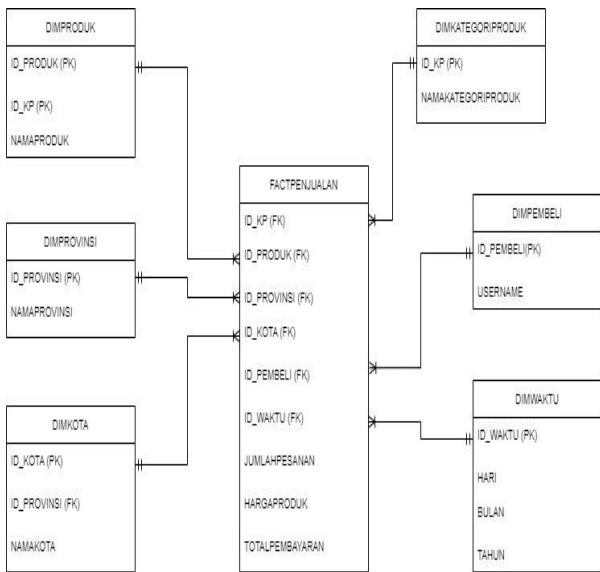 DIMPRODUK
ID_PRODUK (PK)
ID_KP (PK)
NAMAPRODUK
DIMKATEGORIPRODUK
ID_KP (PK)
NAMAKATEGORIPRODUK
FACTPENJUALAN
ID_KP (FK)
ID_PRODUK (FK)
ID_PROVINSI (FK)
ID_KOTA (FK)
ID_PEMBELI (FK)
ID_WAKTU (FK)
JUMLAHPESANAN
HARGAPRODUK
TOTALPEMBAYARAN
DIMPROVINSI
ID_PROVINSI (PK)
NAMAPROVINSI
DIMPEMBELI
ID_PEMBELI(PK)
USERNAME
DIMKOTA
ID_KOTA (PK)
ID_PROVINSI (FK)
NAMAKOTA
DIMWAKTU
ID_WAKTU (PK)
HARI
BULAN
TAHUN